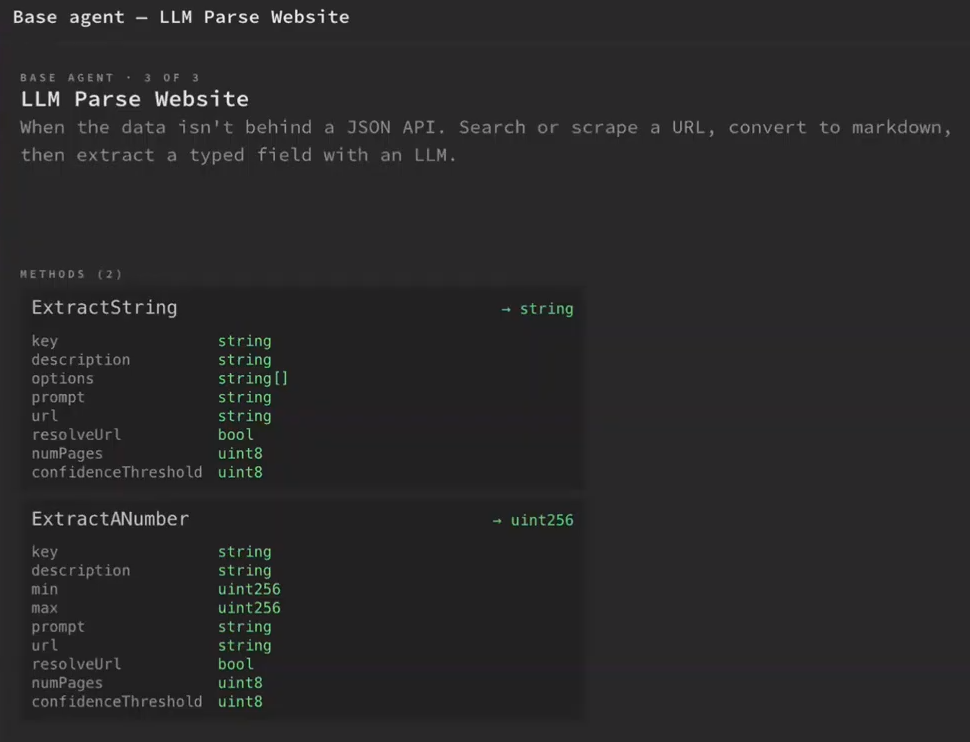 Base agent — LLM Parse Website
BASE AGENT · 3 OF 3
LLM Parse Website
When the data isn't behind a JSON API. Search or scrape a URL, convert to markdown,
then extract a typed field with an LLM.
METHODS (2)
ExtractString → string
key string
description string
options string[]
prompt string
url string
resolveUrl bool
numPages uint8
confidenceThreshold uint8
ExtractANumber → uint256
key string
description string
min uint256
max uint256
prompt string
url string
resolveUrl bool
numPages uint8
confidenceThreshold uint8